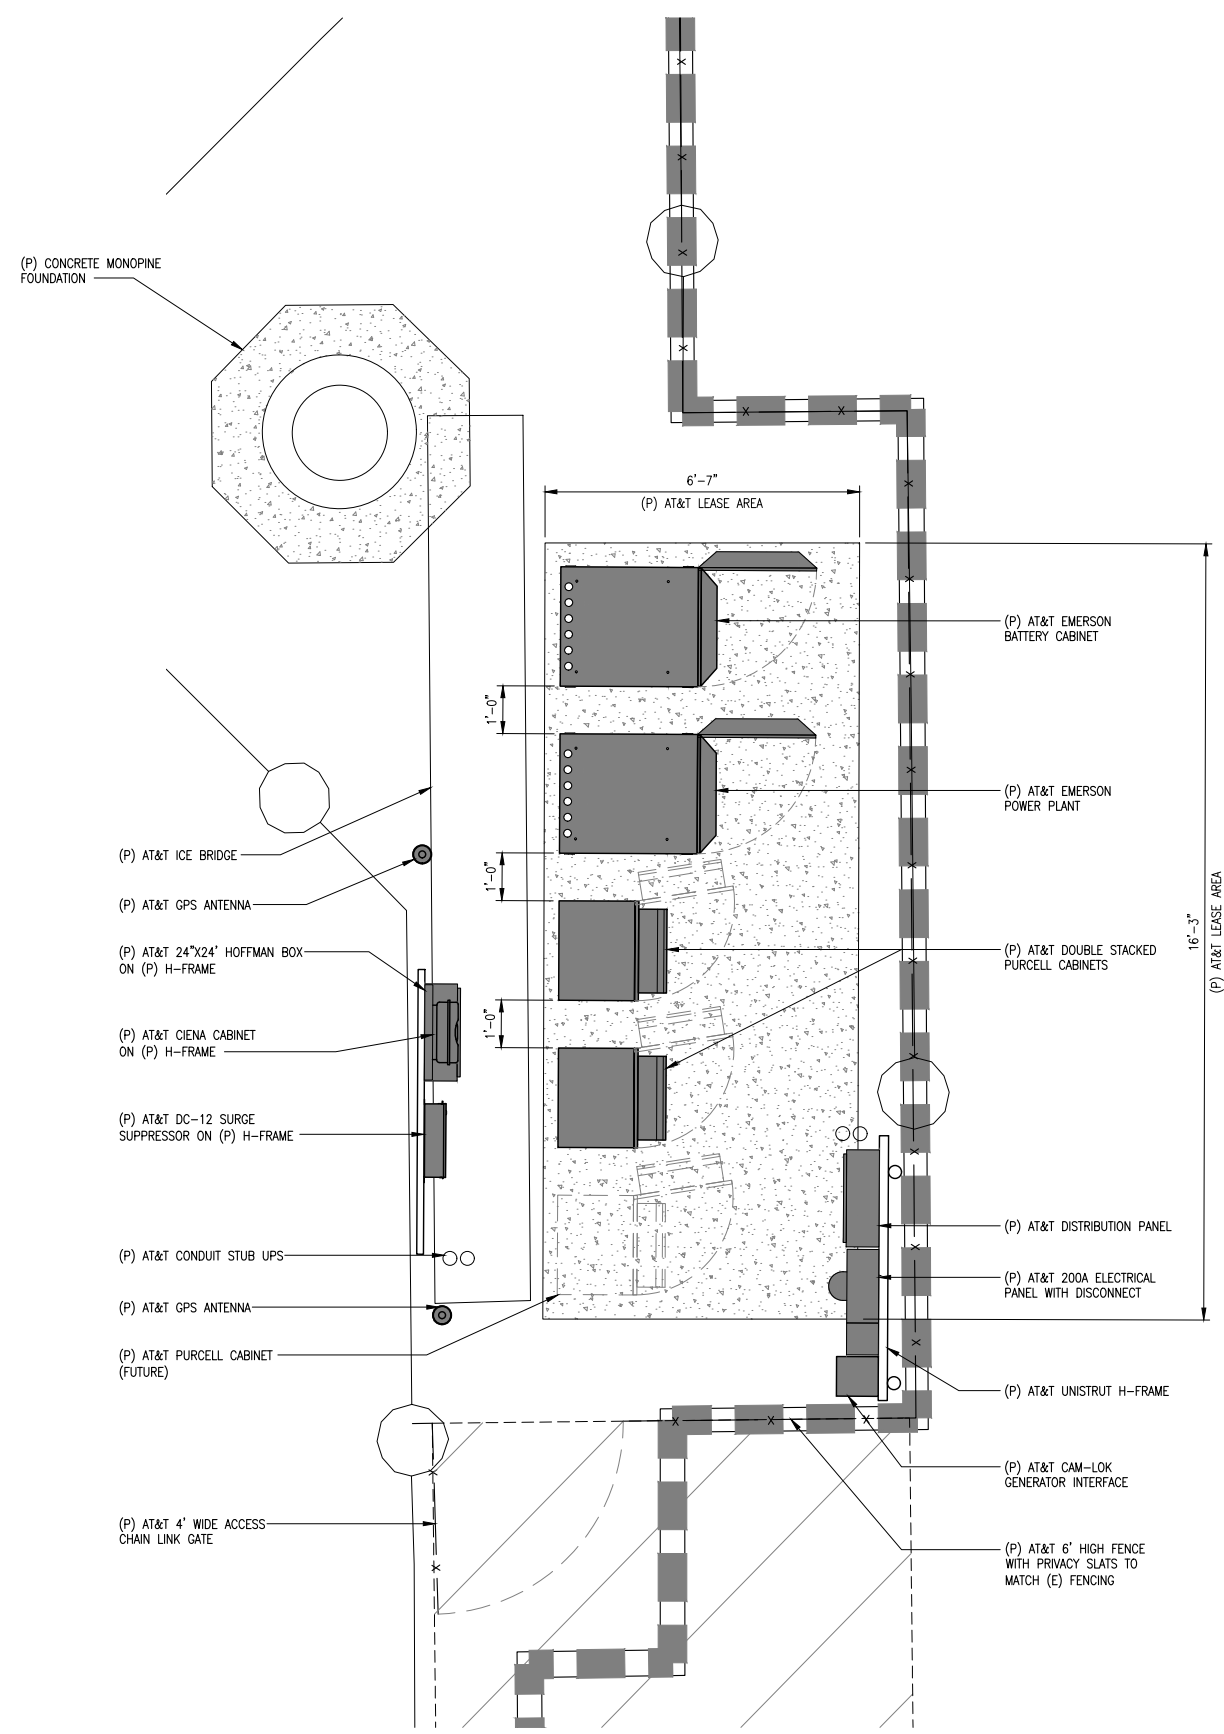 (P) CONCRETE MONOPINE
FOUNDATION
6'-7"
(P) AT&T LEASE AREA
(P) AT&T EMERSON
BATTERY CABINET
1'-0"
(P) AT&T EMERSON
POWER PLANT
(P) AT&T ICE BRIDGE
1'-0"
(P) AT&T GPS ANTENNA
(P) AT&T 24"X24' HOFFMAN BOX
ON (P) H-FRAME
(P) AT&T DOUBLE STACKED
PURCELL CABINETS
16'-3"
(P) AT&T LEASE AREA
1'-0"
(P) AT&T CIENA CABINET
ON (P) H-FRAME
(P) AT&T DC-12 SURGE
SUPPRESSOR ON (P) H-FRAME
(P) AT&T DISTRIBUTION PANEL
(P) AT&T CONDUIT STUB UPS
(P) AT&T 200A ELECTRICAL
PANEL WITH DISCONNECT
(P) AT&T GPS ANTENNA
(P) AT&T PURCELL CABINET
(FUTURE)
(P) AT&T UNISTRUT H-FRAME
(P) AT&T CAM-LOK
GENERATOR INTERFACE
(P) AT&T 4' WIDE ACCESS
CHAIN LINK GATE
(P) AT&T 6' HIGH FENCE
WITH PRIVACY SLATS TO
MATCH (E) FENCING